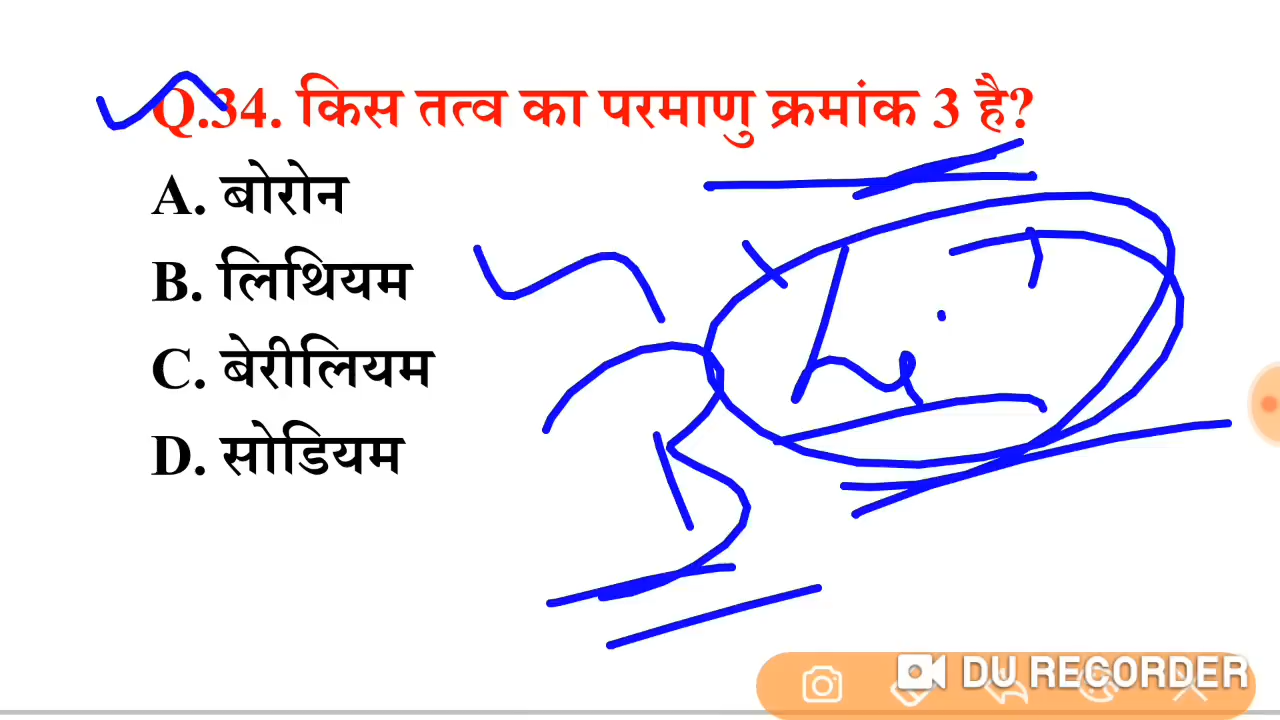 Q.34. किस तत्व का परमाणु क्रमांक 3 है?
A. बोरोन
B. लिथियम
C. बेरीलियम
D. सोडियम
DU RECORDER